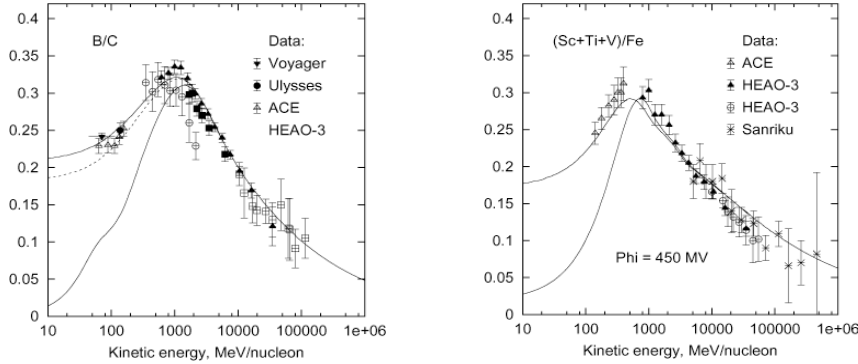 0.4
0.35
0.3
0.25
0.2
0.15
0.1
0.05
0
10
100
1000
10000
100000
1e+06
Kinetic energy, MeV/nucleon
B/C
Data:
Voyager
Ulysses
ACE
HEAO-3
0.4
0.35
0.3
0.25
0.2
0.15
0.1
0.05
0
10
100
1000
10000
100000
1e+06
Kinetic energy, MeV/nucleon
(Sc+Ti+V)/Fe
Data:
ACE
HEAO-3
HEAO-3
Sanriku
Phi = 450 MV